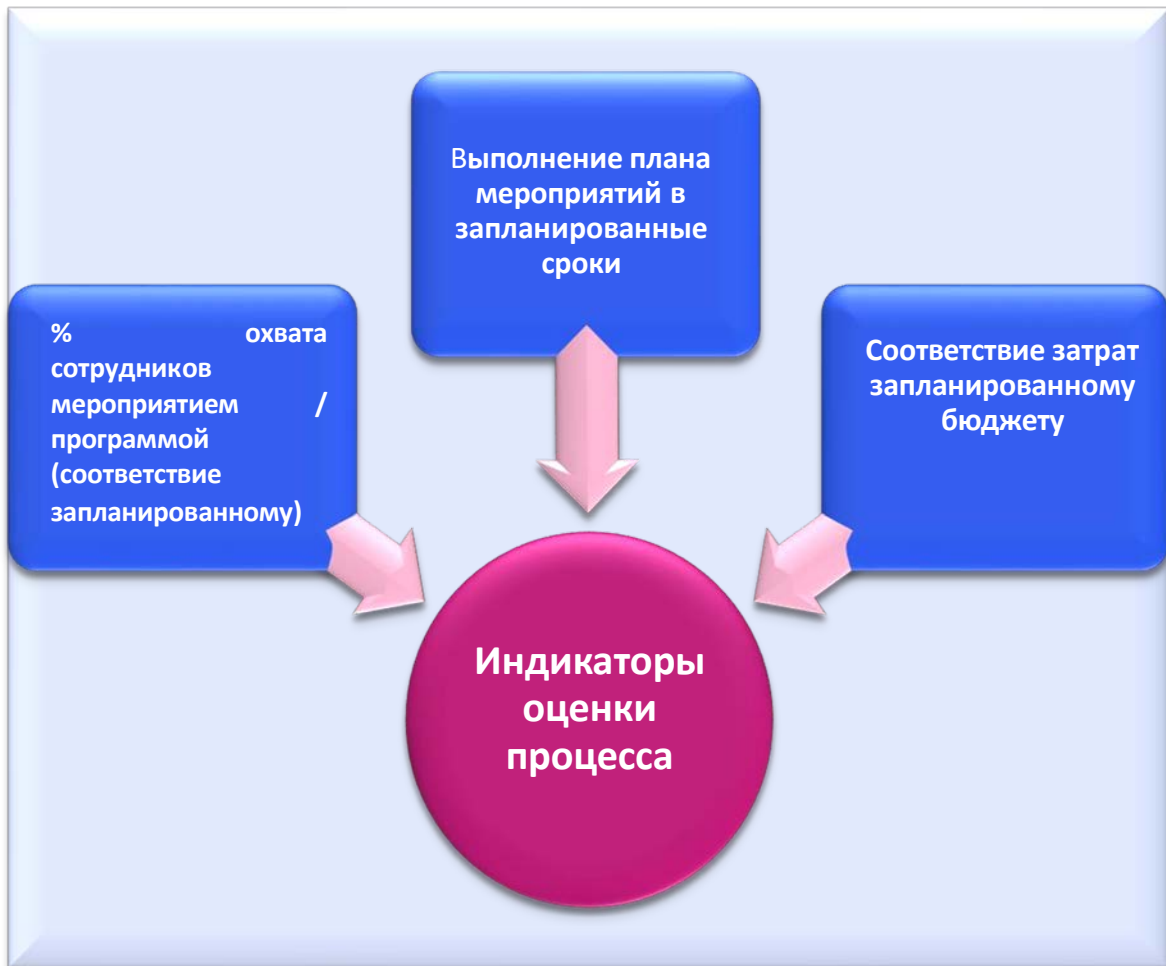 Выполнение плана
мероприятий в
запланированные
сроки
% охвата
сотрудников
мероприятием /
программой
(соответствие
запланированному)
Соответствие затрат
запланированному
бюджету
Индикаторы
оценки
процесса